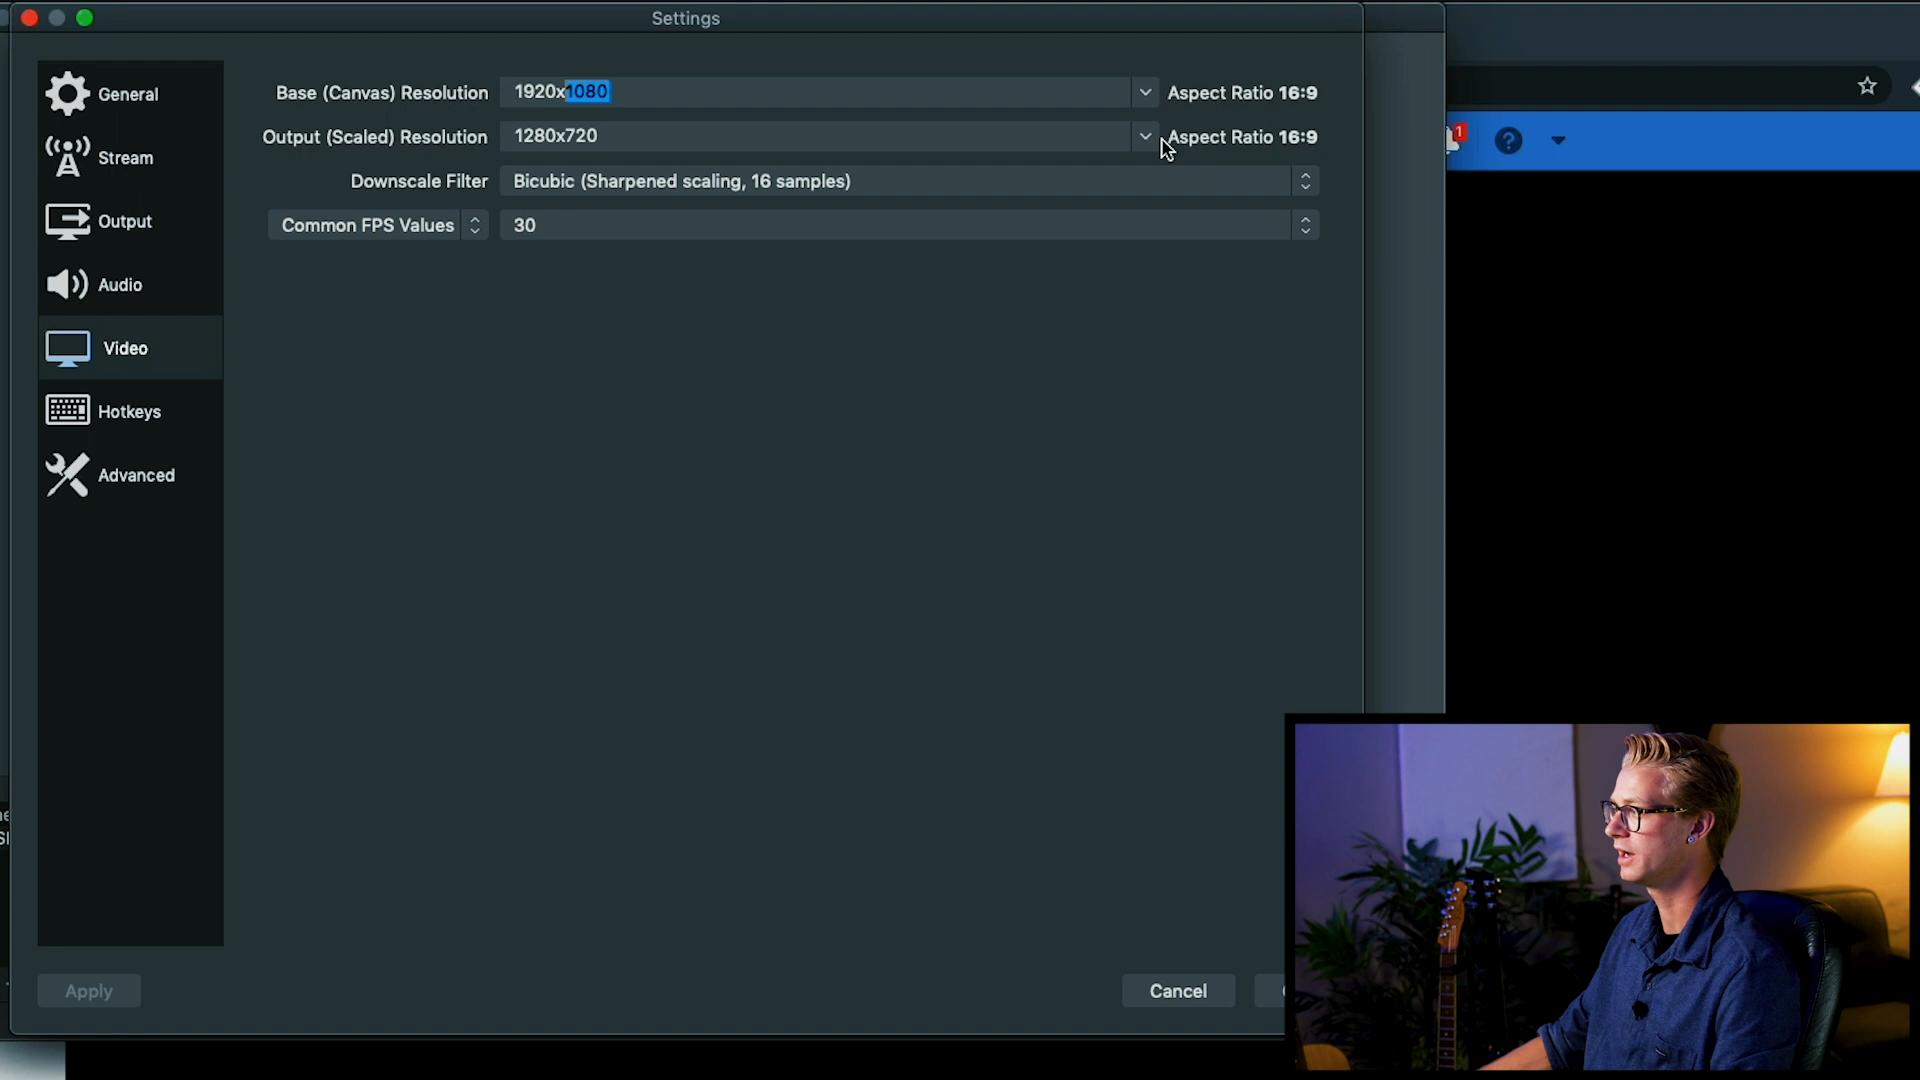 Settings
General
Stream
Output
Audio
Video
Hotkeys
Advanced
Base (Canvas) Resolution 1920x1080 Aspect Ratio 16:9
Output (Scaled) Resolution 1280x720 Aspect Ratio 16:9
Downscale Filter Bicubic (Sharpened scaling, 16 samples)
Common FPS Values 30
1
?
Apply
Cancel